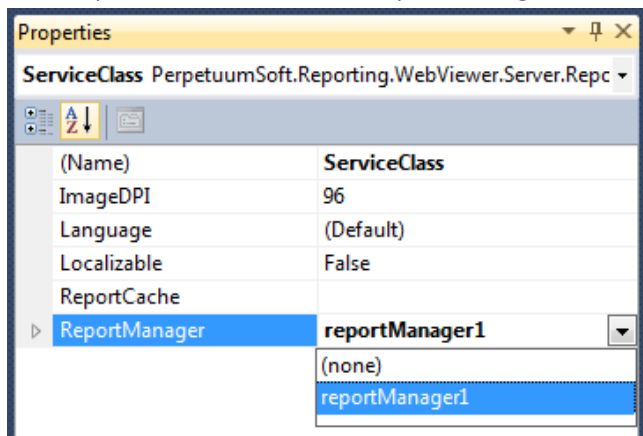 Properties
ServiceClass PerpetuumSoft.Reporting.WebViewer.Server.Repc
A
Z
(Name) ServiceClass
ImageDPI 96
Language (Default)
Localizable False
ReportCache
ReportManager reportManager1
(none)
reportManager1